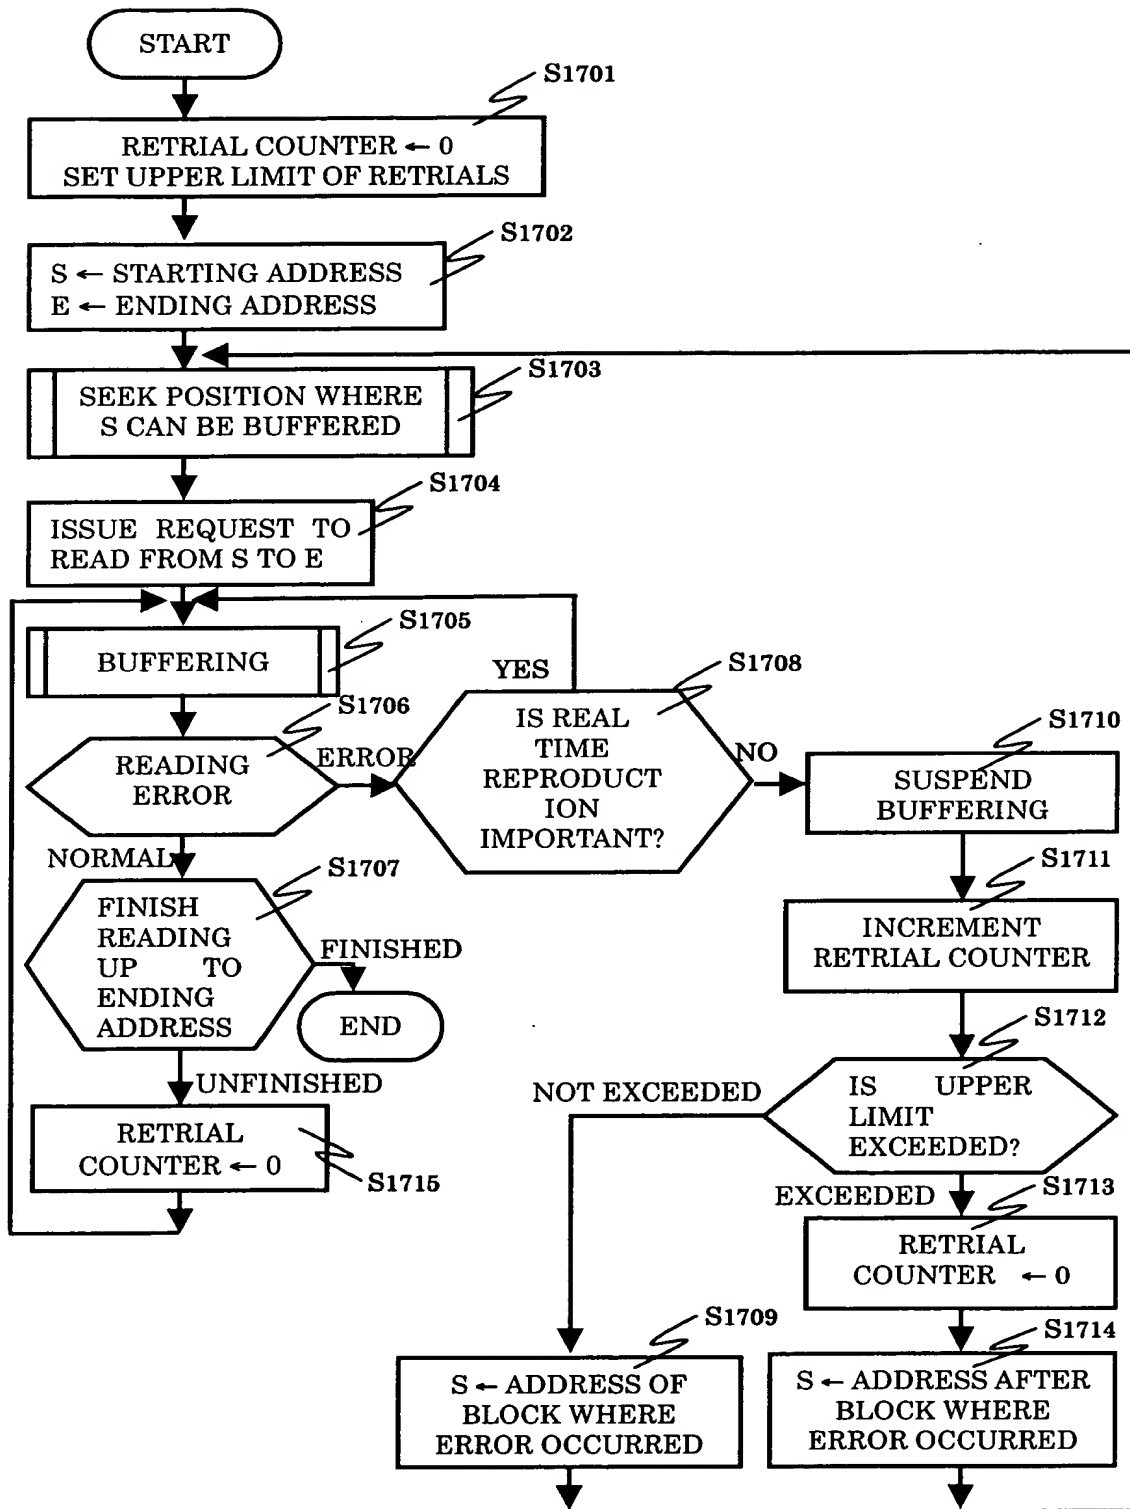 START
S1701
RETRIAL COUNTER ← 0
SET UPPER LIMIT OF RETRIALS
S1702
S ← STARTING ADDRESS
E ← ENDING ADDRESS
S1703
SEEK POSITION WHERE
S CAN BE BUFFERED
S1704
ISSUE REQUEST TO
READ FROM S TO E
S1705
BUFFERING
S1706
READING
ERROR
ERROR
YES
S1708
IS REAL
TIME
REPRODUCT
ION
IMPORTANT?
NO
S1710
SUSPEND
BUFFERING
NORMAL
S1707
FINISH
READING
UP TO
ENDING
ADDRESS
FINISHED
END
S1711
INCREMENT
RETRIAL COUNTER
S1712
IS UPPER
LIMIT
EXCEEDED?
NOT EXCEEDED
UNFINISHED
RETRIAL
COUNTER ← 0
S1715
EXCEEDED
S1713
RETRIAL
COUNTER ← 0
S1709
S ← ADDRESS OF
BLOCK WHERE
ERROR OCCURRED
S1714
S ← ADDRESS AFTER
BLOCK WHERE
ERROR OCCURRED